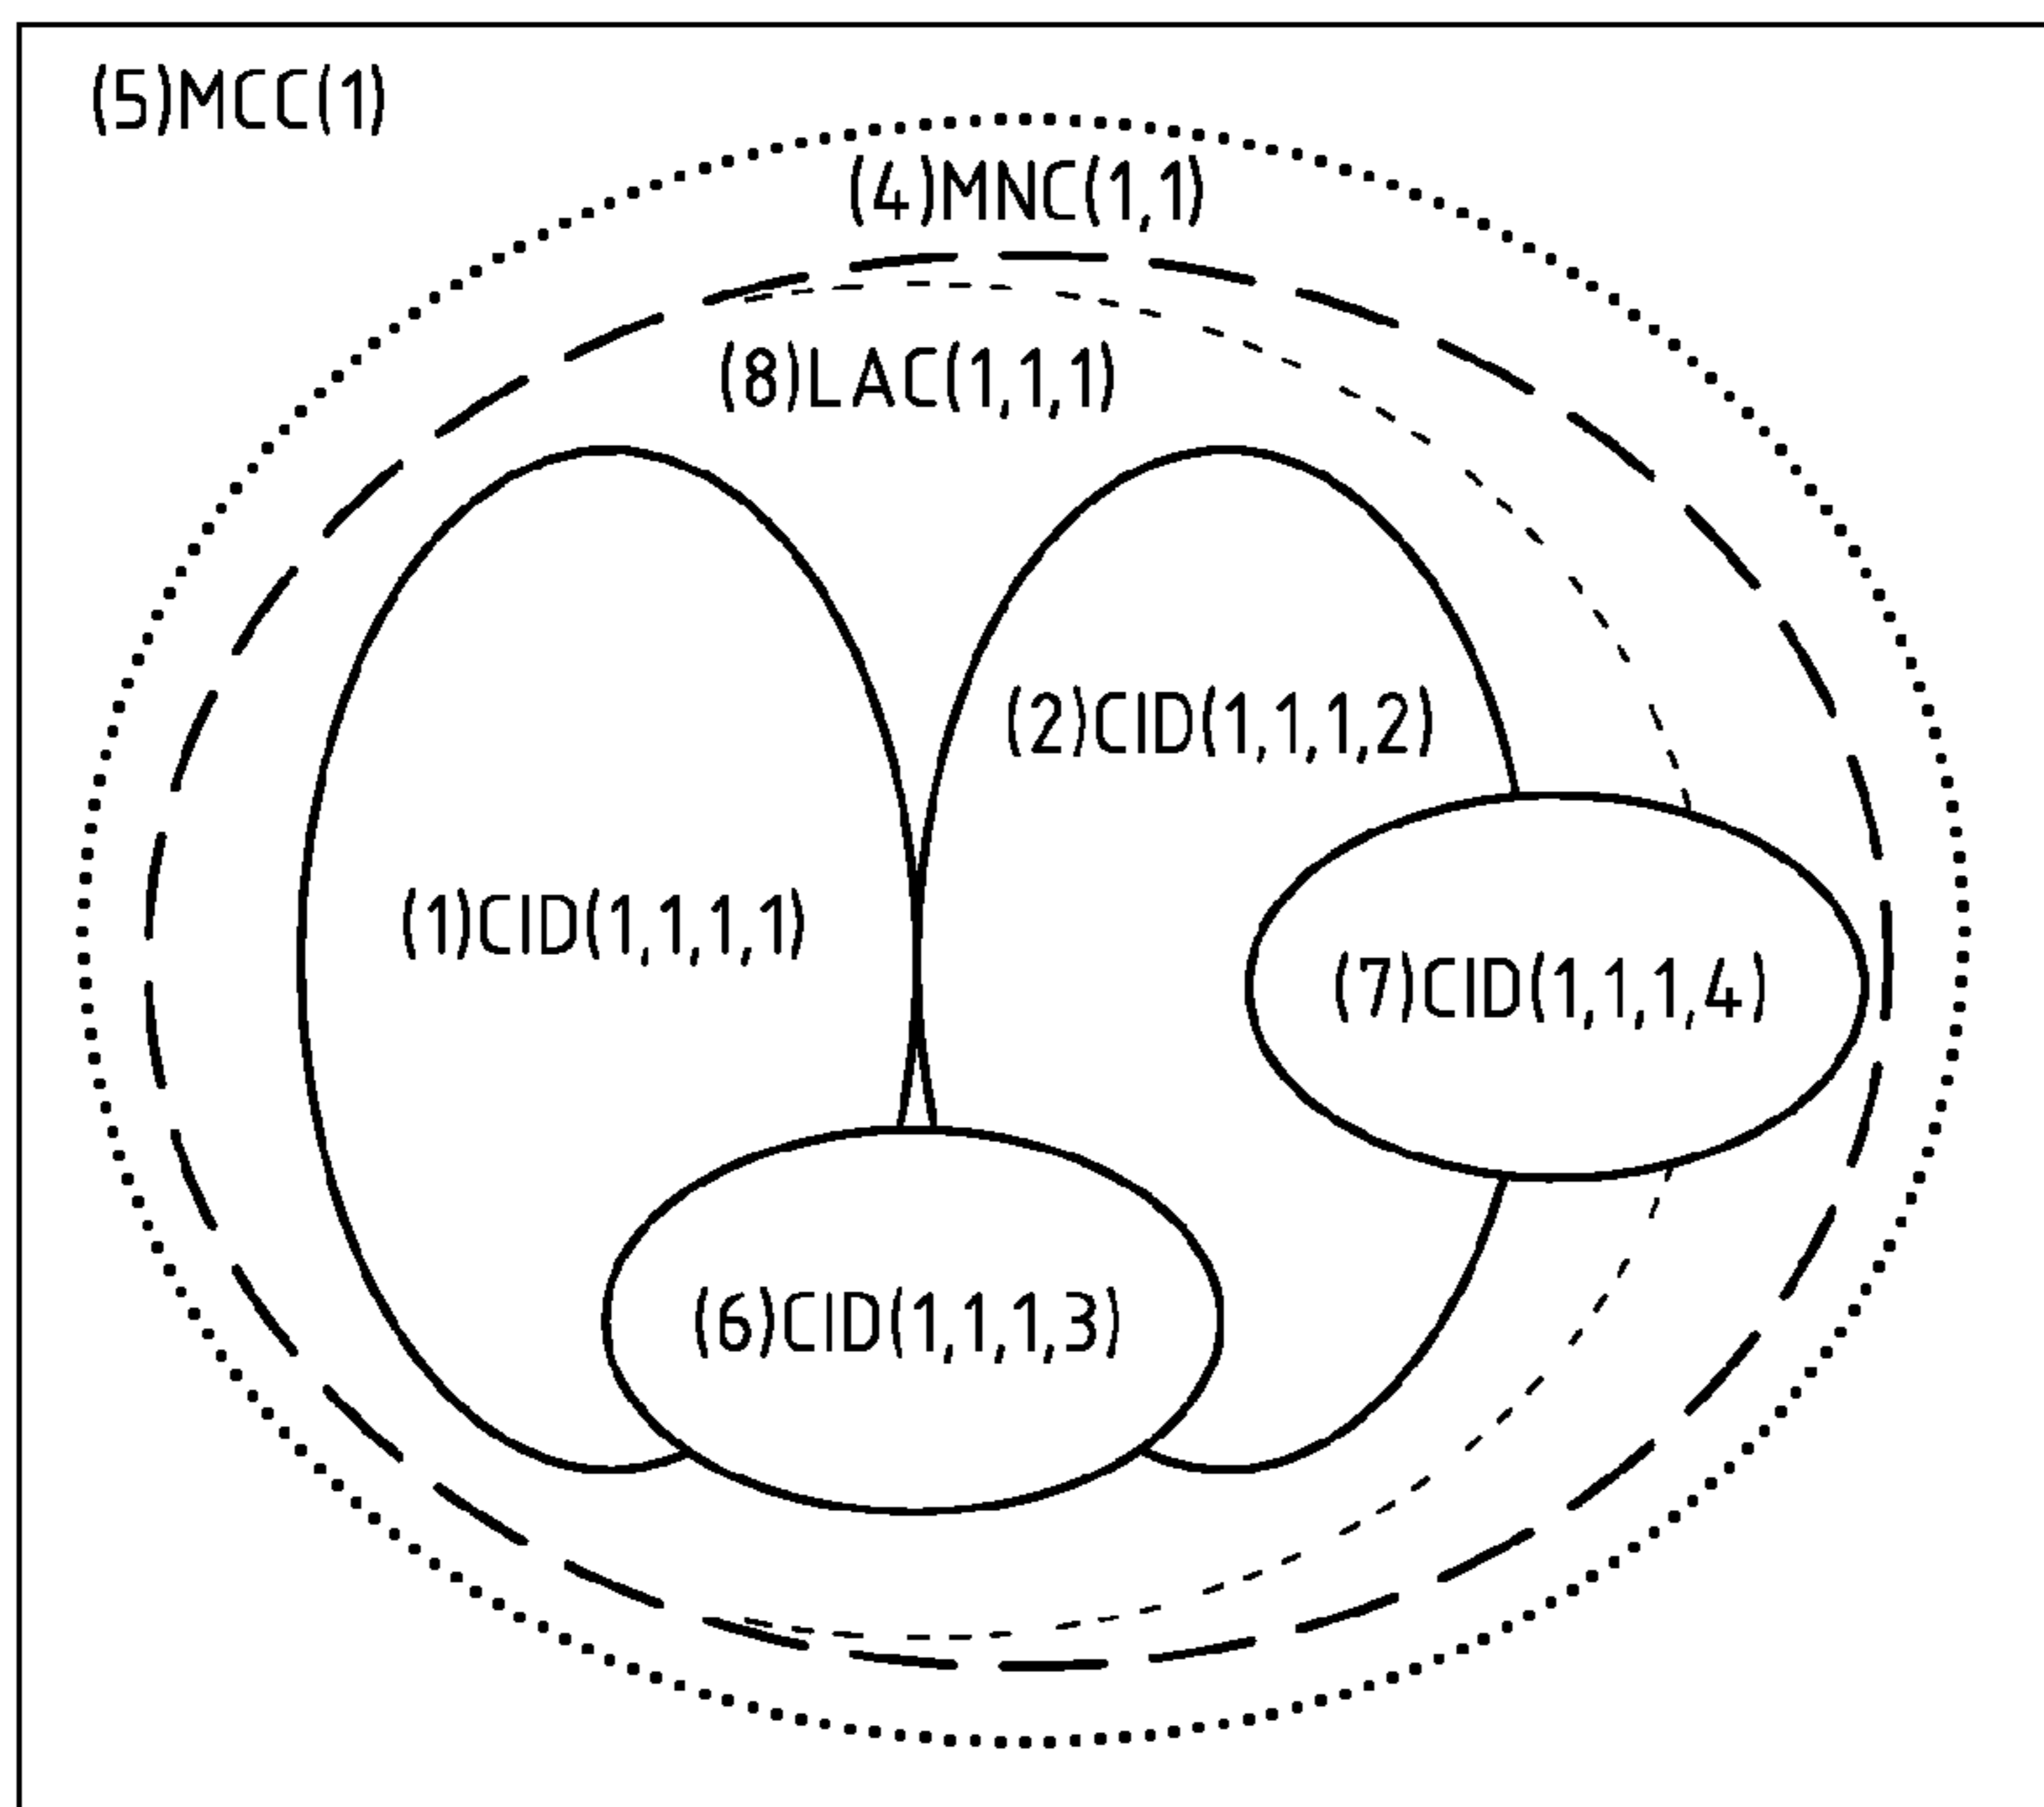 (5)MCC(1)
(4)MNC(1,1)
(8)LAC(1,1,1)
(2)CID(1,1,1,2)
(1)CID(1,1,1,1)
(7)CID(1,1,1,4)
(6)CID(1,1,1,3)